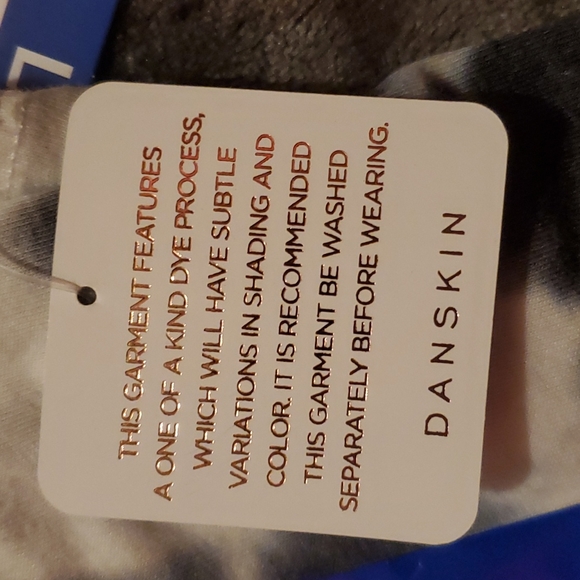 THIS GARMENT FEATURES
A ONE OF A KIND DYE PROCESS,
WHICH WILL HAVE SUBTLE
VARIATIONS IN SHADING AND
COLOR. IT IS RECOMMENDED
THIS GARMENT BE WASHED
SEPARATELY BEFORE WEARING.
DANSKIN